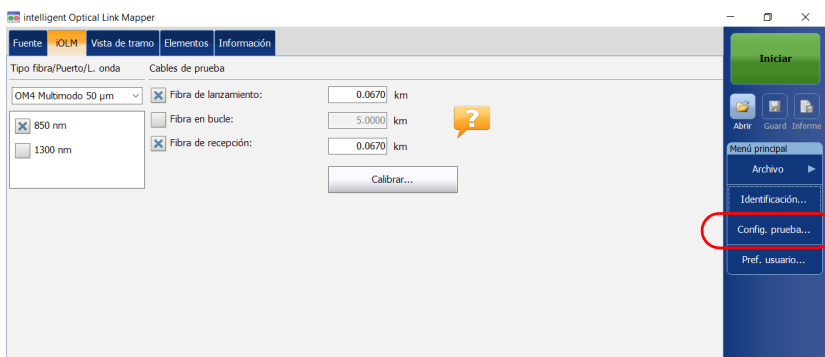 intelligent Optical Link Mapper
Fuente iOLM Vista de tramo Elementos Información
Tipo fibra/Puerto/L. onda Cables de prueba
OM4 Multimodo 50 µm Fibra de lanzamiento: 0.0670 km
850 nm Fibra en bucle: 5.0000 km
1300 nm Fibra de recepción: 0.0670 km
Calibrar...
?
Iniciar
Abrir Guard Informe
Menú principal
Archivo
Identificación...
Config. prueba...
Pref. usuario...